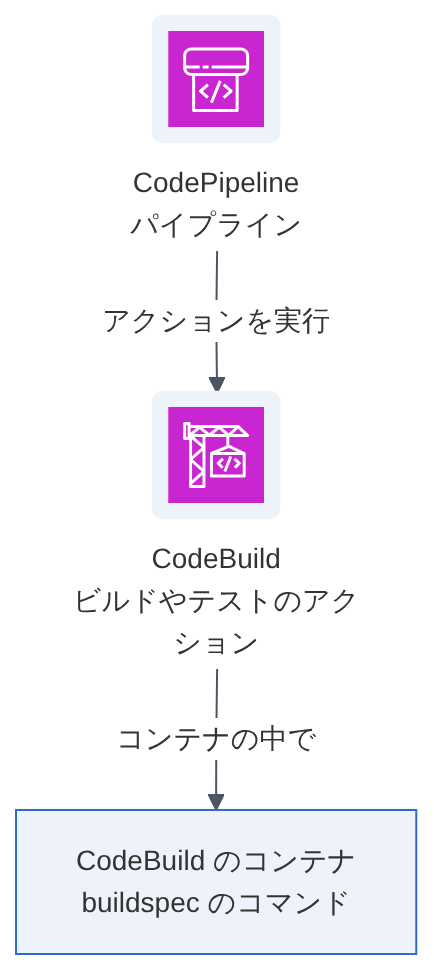 CodePipeline
パイプライン
アクションを実行
CodeBuild
ビルドやテストのアク
ション
コンテナの中で
CodeBuild のコンテナ
buildspec のコマンド